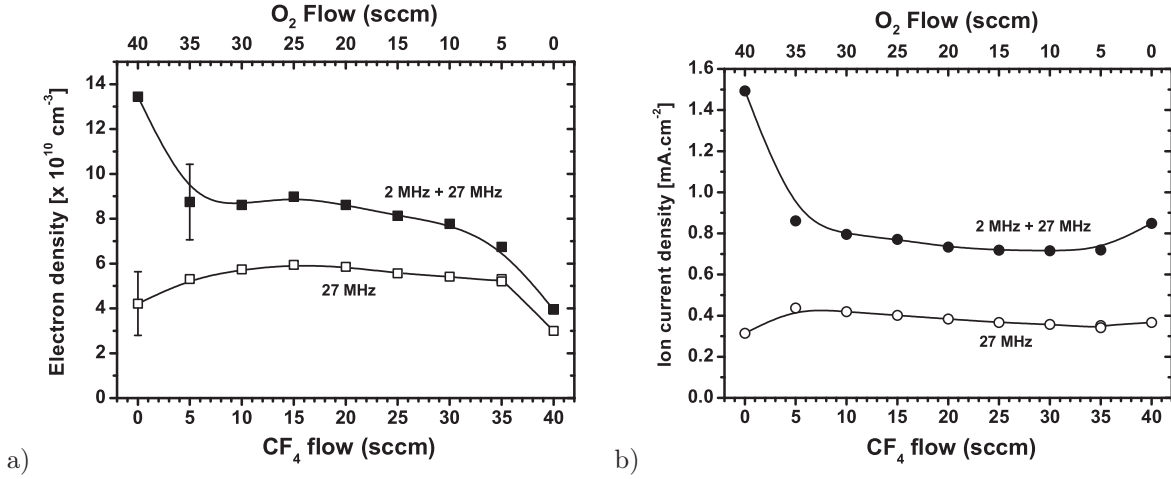 O2 Flow (sccm)
40 35 30 25 20 15 10 5 0
14
12
10
8
6
4
2
0
Electron density [x 10^10 cm^-3]
2 MHz + 27 MHz
27 MHz
0 5 10 15 20 25 30 35 40
CF4 flow (sccm)
a)
O2 Flow (sccm)
40 35 30 25 20 15 10 5 0
1.6
1.4
1.2
1.0
0.8
0.6
0.4
0.2
0.0
Ion current density [mA.cm^-2]
2 MHz + 27 MHz
27 MHz
0 5 10 15 20 25 30 35 40
CF4 flow (sccm)
b)